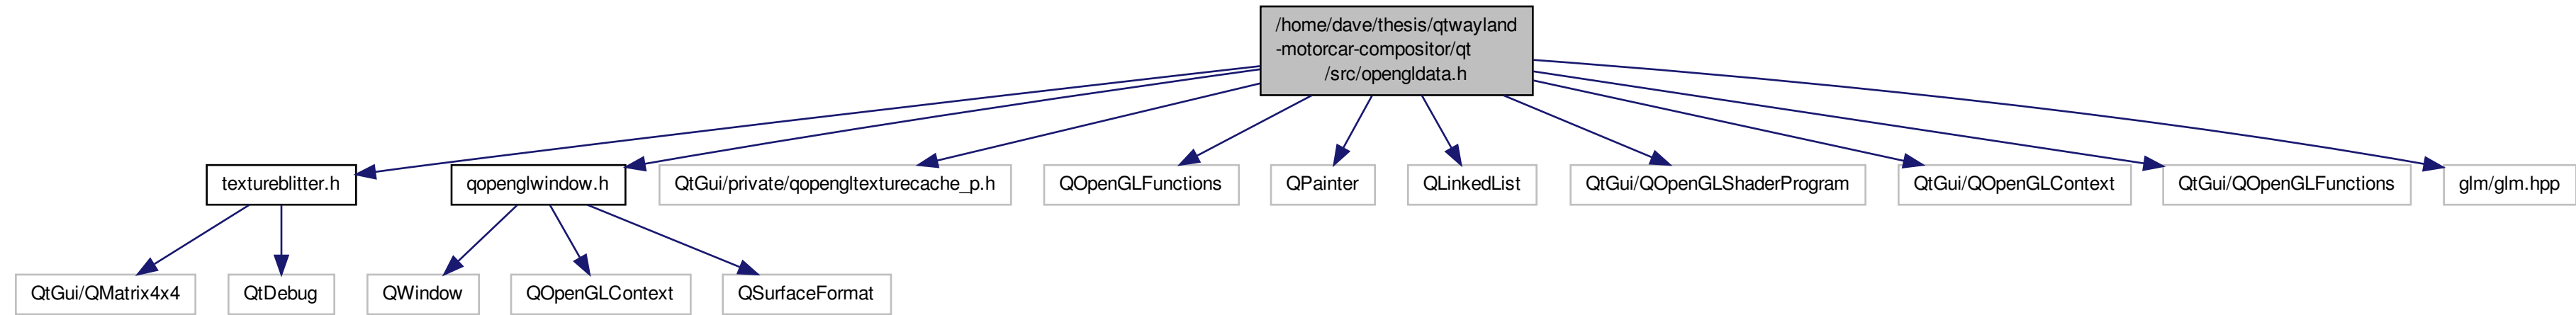 /home/dave/thesis/qtwayland
-motorcar-compositor/qt
/src/opengldata.h
textureblitter.h
qopenglwindow.h
QtGui/private/qopengltexturecache_p.h
QOpenGLFunctions
QPainter
QLinkedList
QtGui/QOpenGLShaderProgram
QtGui/QOpenGLContext
QtGui/QOpenGLFunctions
glm/glm.hpp
QtGui/QMatrix4x4
QtDebug
QWindow
QOpenGLContext
QSurfaceFormat